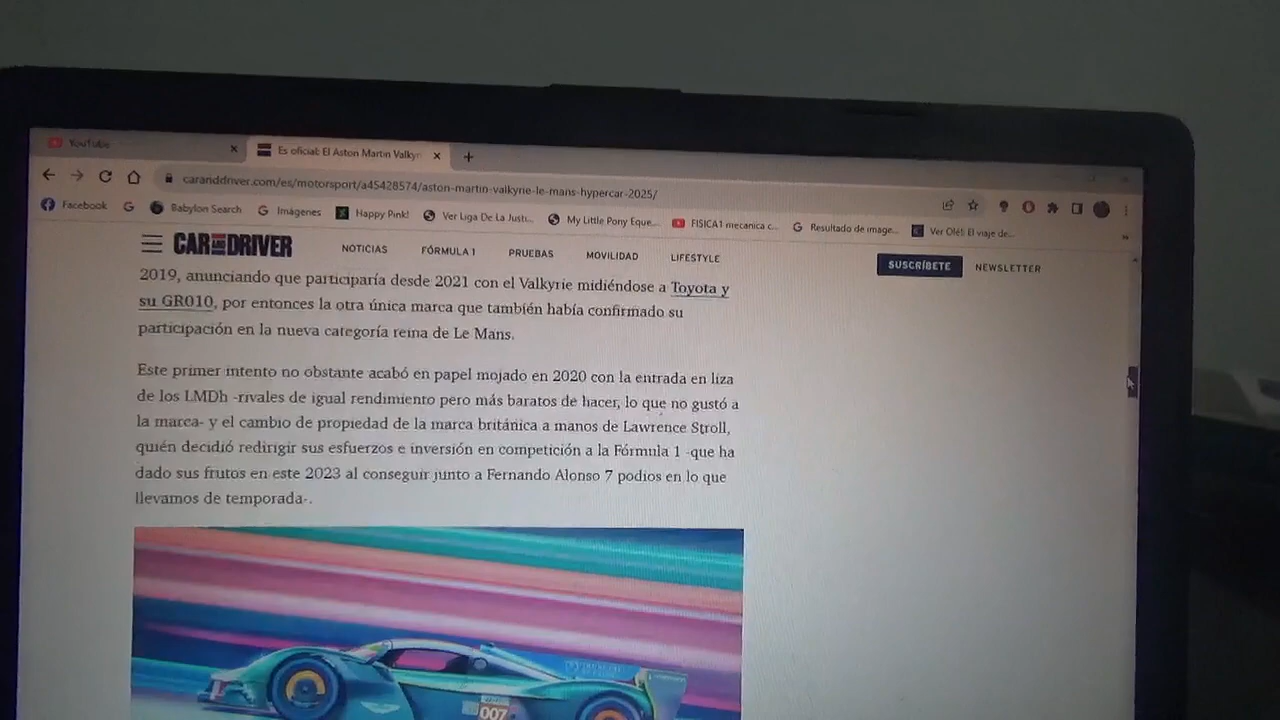 YouTube
Es oficial: El Aston Martin Valkyr
caranddriver.com/es/motorsport/a45428574/aston-martin-valkyrie-le-mans-hypercar-2025/
Facebook
Babylon Search
Imágenes
Happy Pink!
Ver Liga De La Justi...
My Little Pony Eque...
FISICA1 mecanica c...
Resultado de image...
Ver Olé!: El viaje de...
CAR AND DRIVER
NOTICIAS
FÓRMULA 1
PRUEBAS
MOVILIDAD
LIFESTYLE
SUSCRÍBETE
NEWSLETTER
2019, anunciando que participaría desde 2021 con el Valkyrie midiéndose a Toyota y
su GR010, por entonces la otra única marca que también había confirmado su
participación en la nueva categoría reina de Le Mans.
Este primer intento no obstante acabó en papel mojado en 2020 con la entrada en liza
de los LMDh -rivales de igual rendimiento pero más baratos de hacer, lo que no gustó a
la marca- y el cambio de propiedad de la marca británica a manos de Lawrence Stroll,
quién decidió redirigir sus esfuerzos e inversión en competición a la Fórmula 1 -que ha
dado sus frutos en este 2023 al conseguir junto a Fernando Alonso 7 podios en lo que
llevamos de temporada-.
007